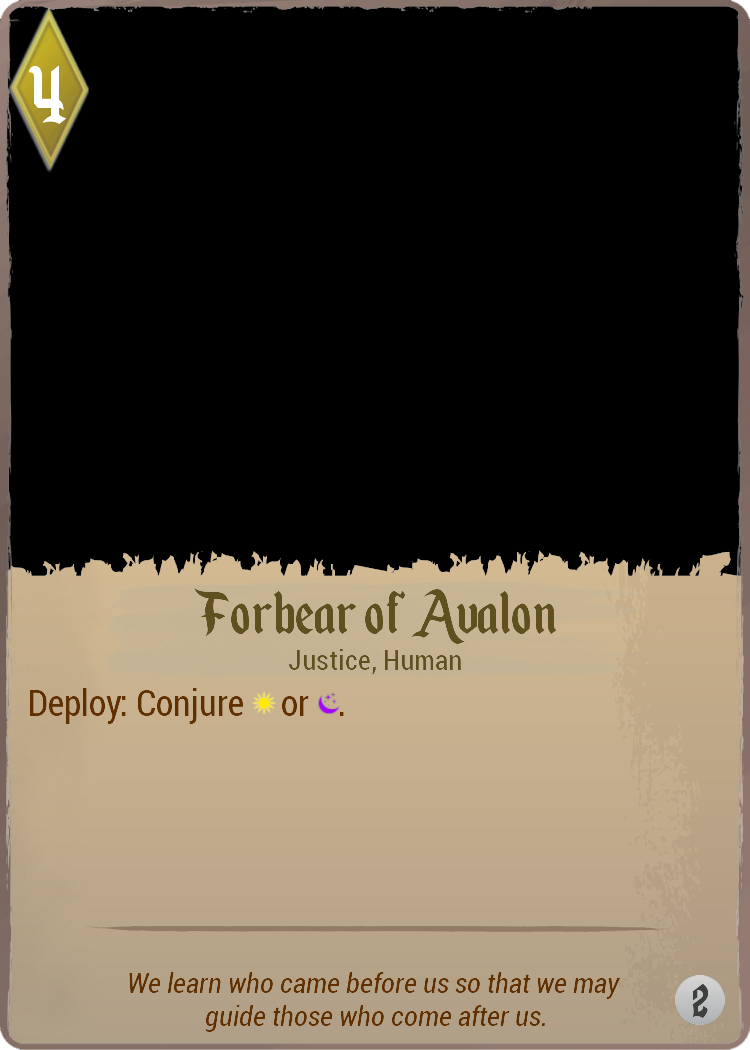 4
Forbear of Avalon
Justice, Human
Deploy: Conjure or .
We learn who came before us so that we may
guide those who come after us.
2